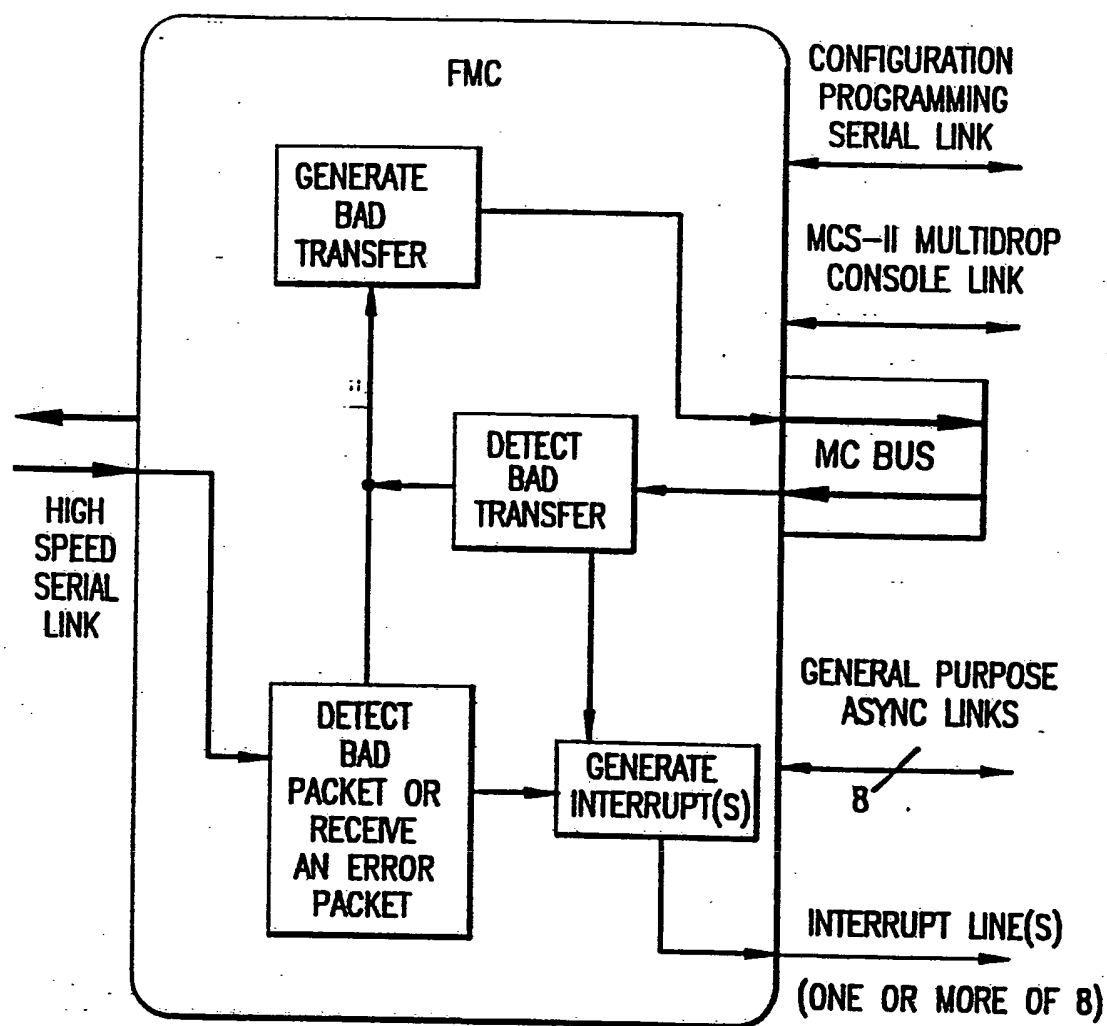 FMC
CONFIGURATION
PROGRAMMING
SERIAL LINK
GENERATE
BAD
TRANSFER
MCS-II MULTIDROP
CONSOLE LINK
DETECT
BAD
TRANSFER
MC BUS
HIGH
SPEED
SERIAL
LINK
DETECT
BAD
PACKET OR
RECEIVE
AN ERROR
PACKET
GENERATE
INTERRUPT(S)
GENERAL PURPOSE
ASYNC LINKS
8
INTERRUPT LINE(S)
(ONE OR MORE OF 8)